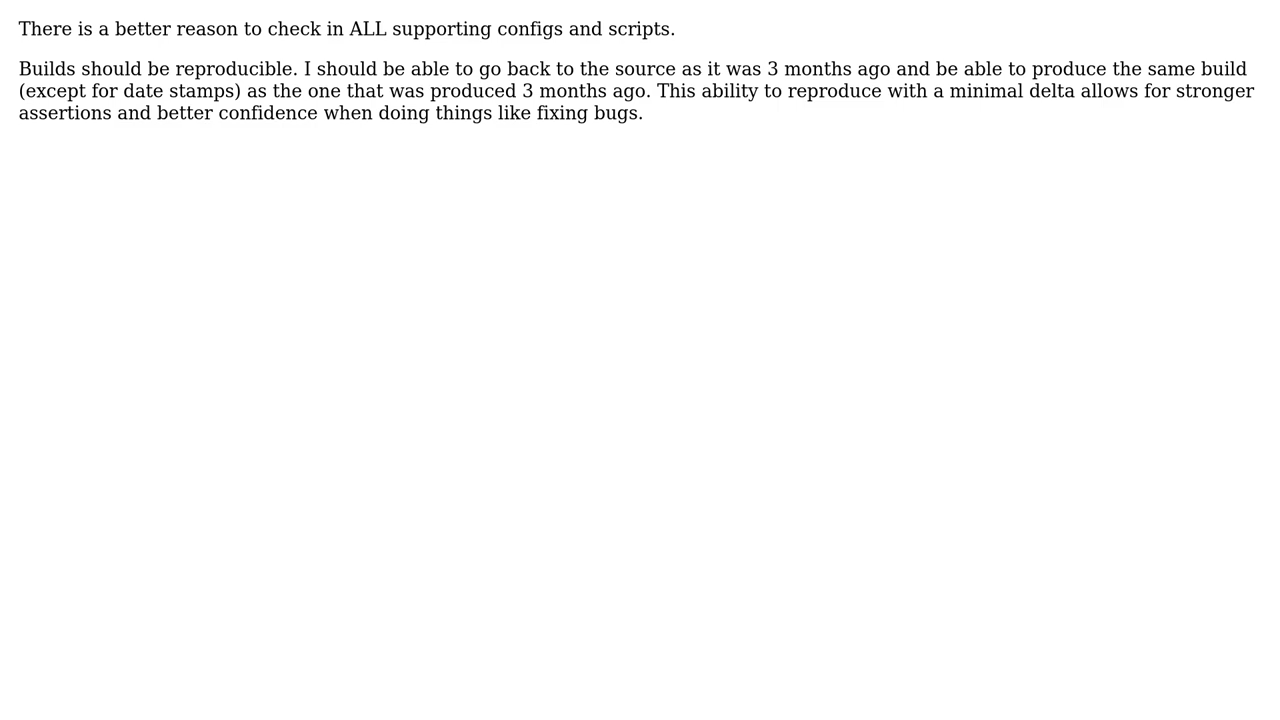 There is a better reason to check in ALL supporting configs and scripts.
Builds should be reproducible. I should be able to go back to the source as it was 3 months ago and be able to produce the same build
(except for date stamps) as the one that was produced 3 months ago. This ability to reproduce with a minimal delta allows for stronger
assertions and better confidence when doing things like fixing bugs.